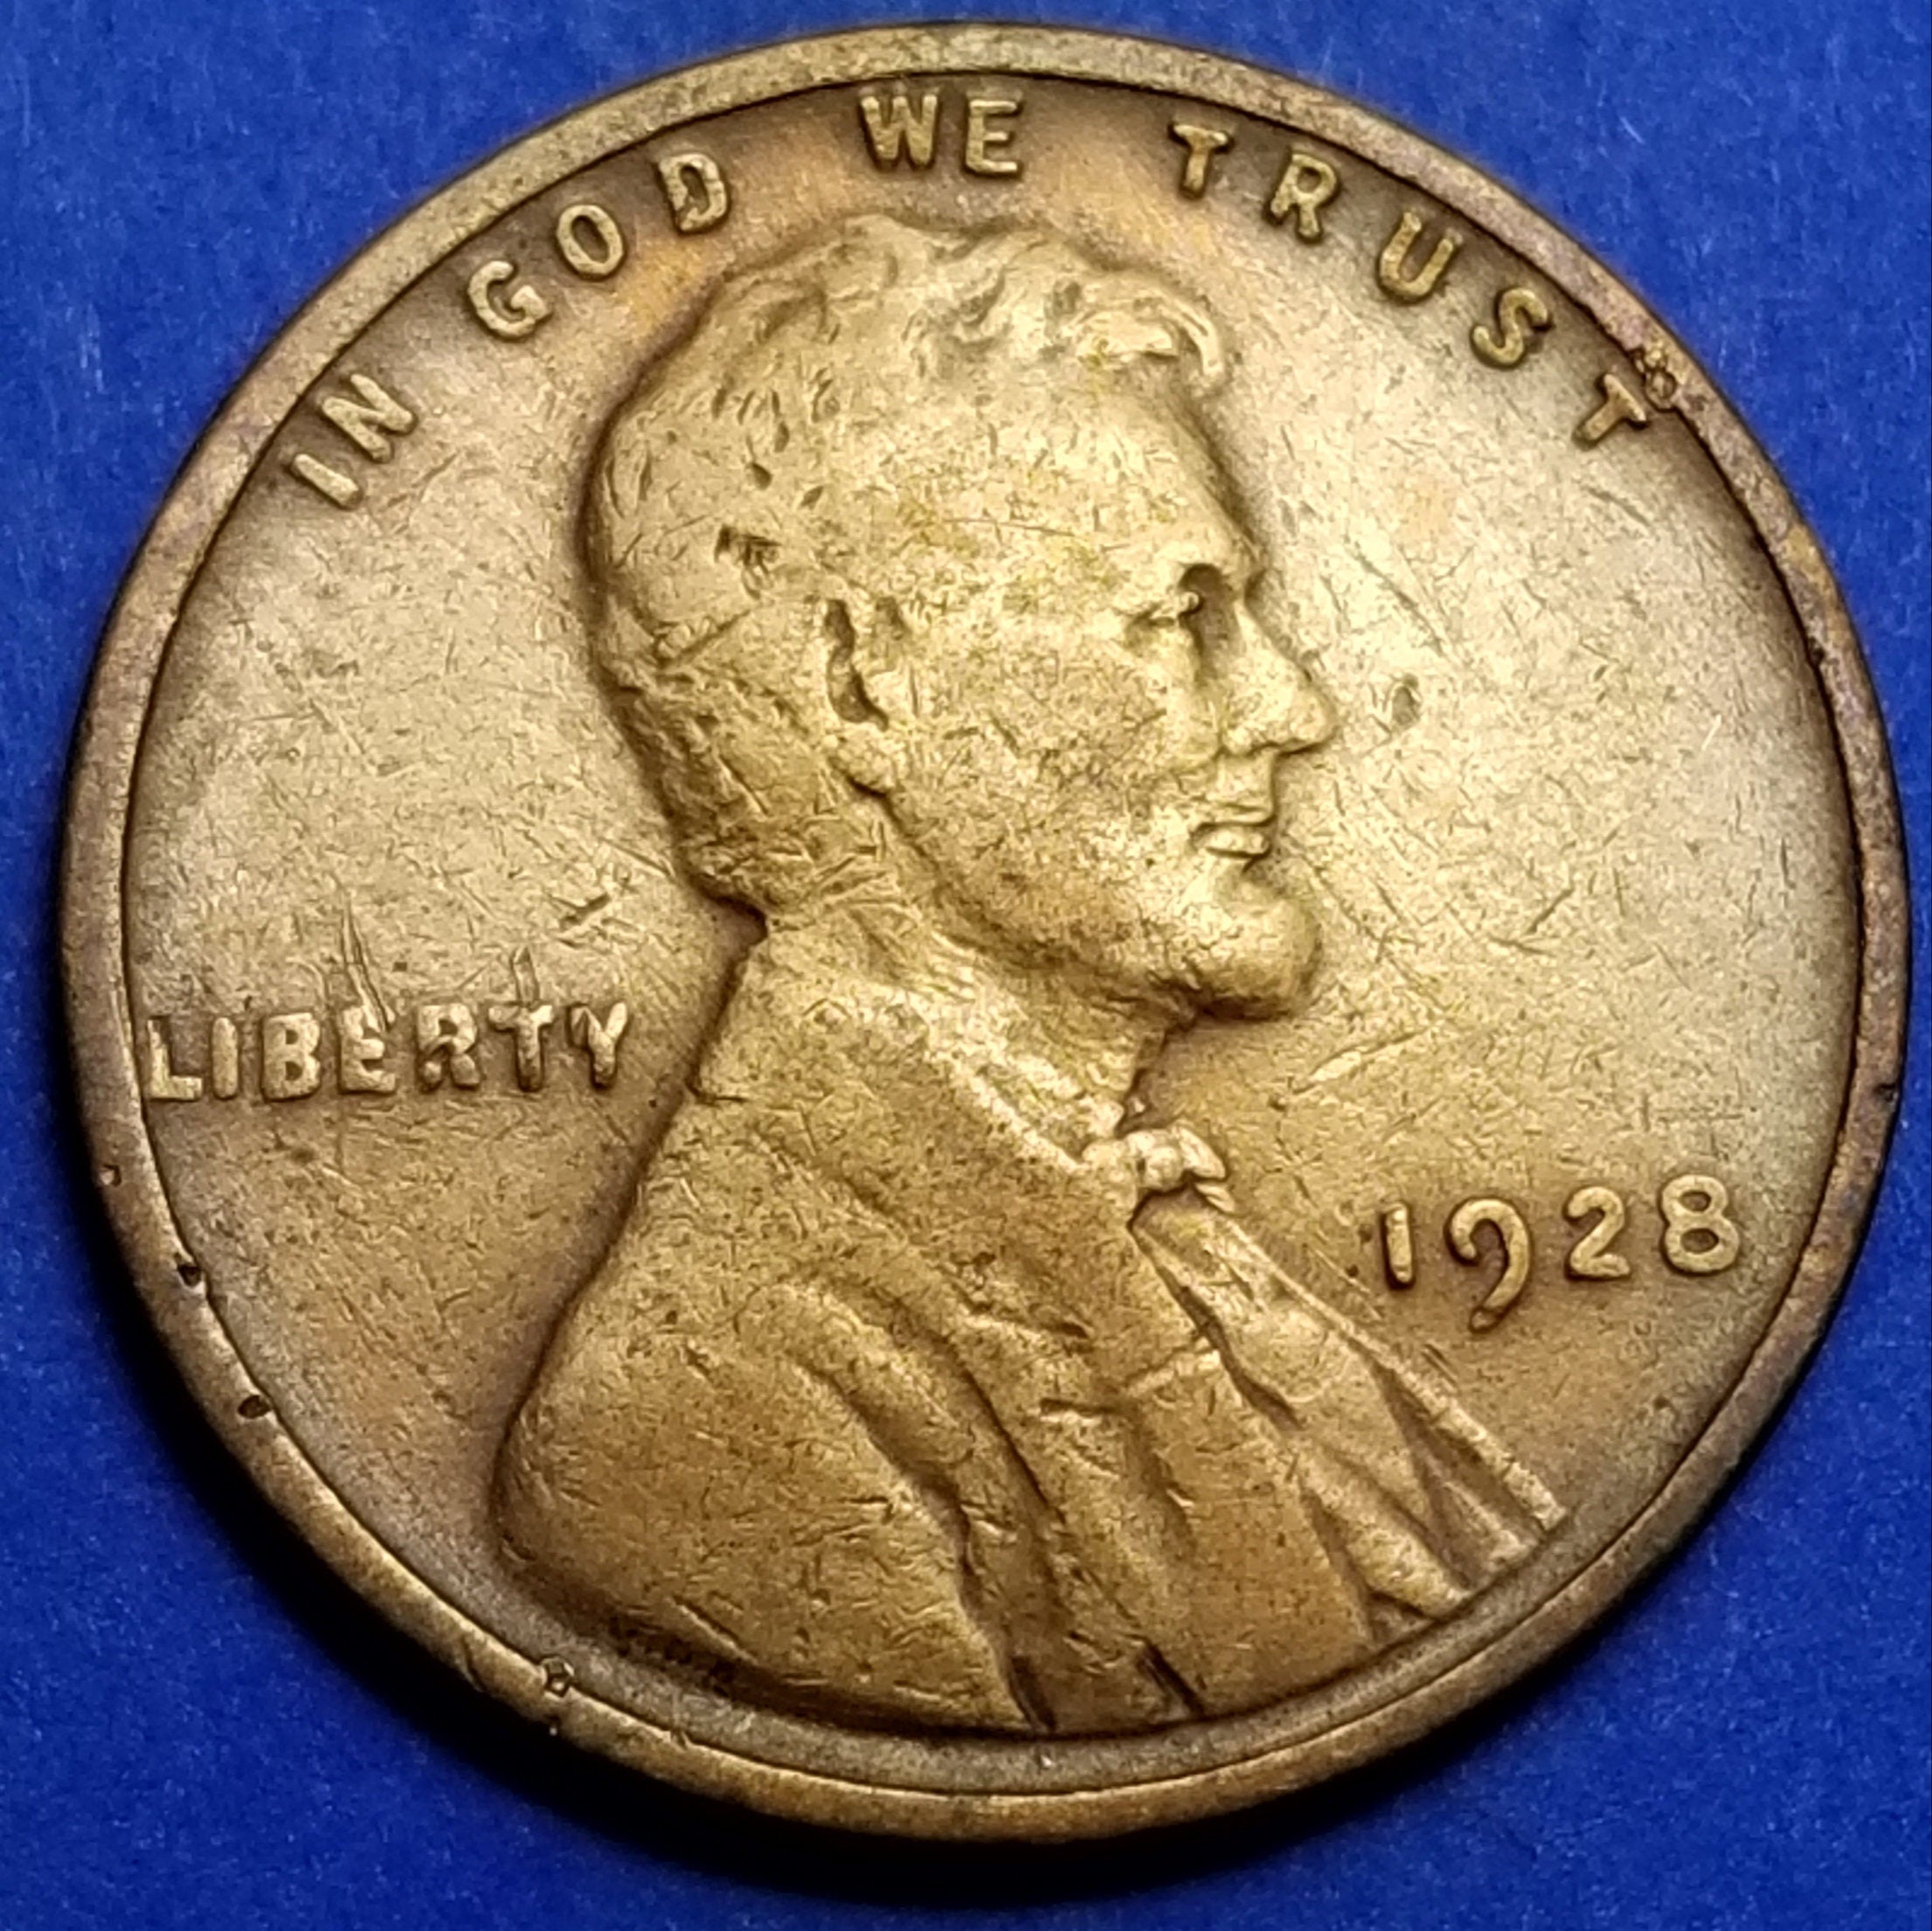 IN GOD WE TRUST
LIBERTY
1928